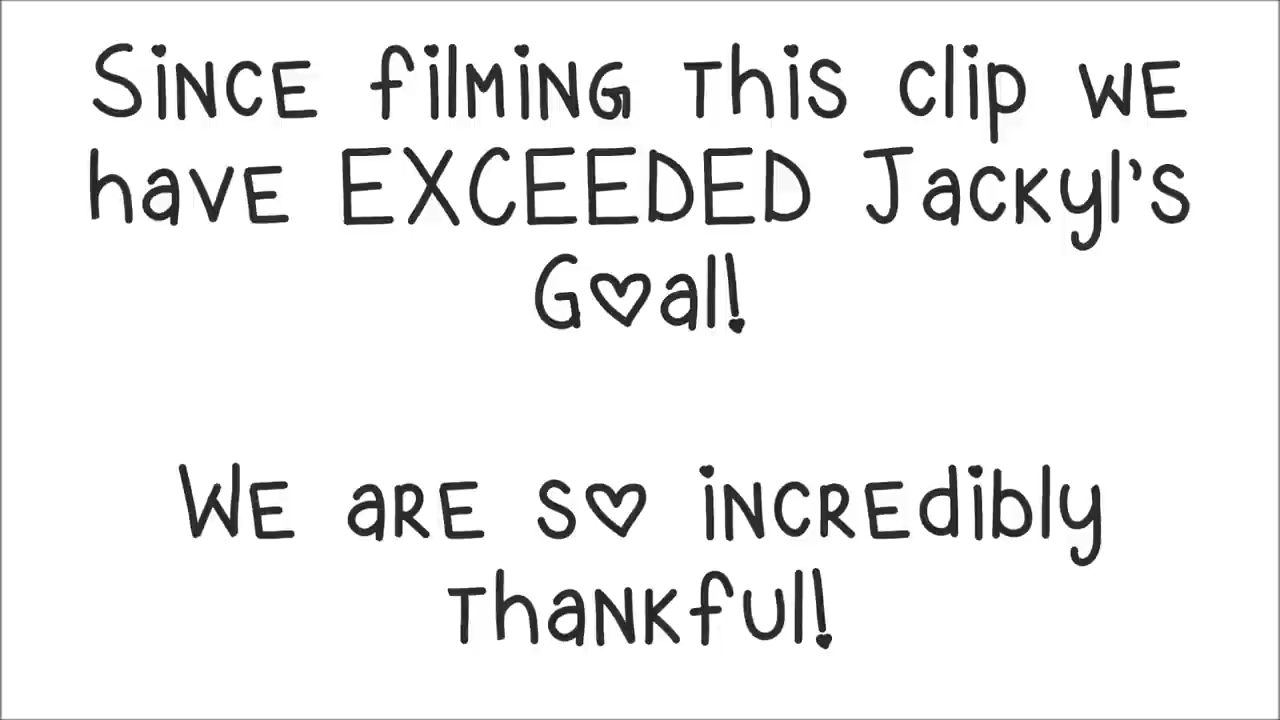 Since filming this clip we
have EXCEEDED Jackyl's
Goal!
We are so incredibly
thankful!